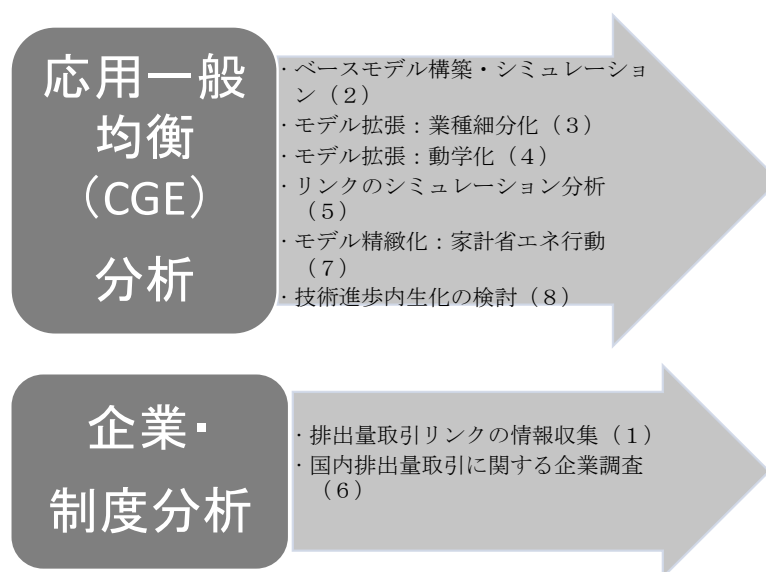 応用一般
均衡
（CGE）
分析
・ベースモデル構築・シミュレーショ
ン（２）
・モデル拡張：業種細分化（３）
・モデル拡張：動学化（４）
・リンクのシミュレーション分析
（５）
・モデル精緻化：家計省エネ行動
（７）
・技術進歩内生化の検討（８）
企業・
制度分析
・排出量取引リンクの情報収集（１）
・国内排出量取引に関する企業調査
（６）